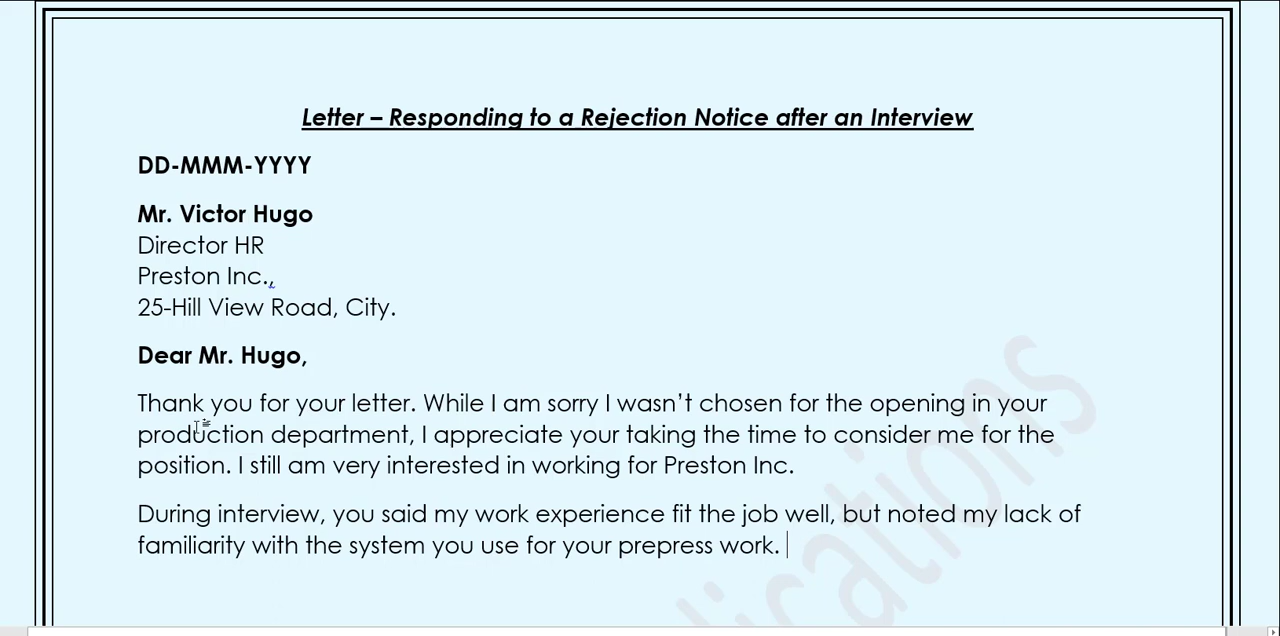 Letter – Responding to a Rejection Notice after an Interview
DD-MMM-YYYY
Mr. Victor Hugo
Director HR
Preston Inc.,
25-Hill View Road, City.
Dear Mr. Hugo,
Thank you for your letter. While I am sorry I wasn’t chosen for the opening in your
production department, I appreciate your taking the time to consider me for the
position. I still am very interested in working for Preston Inc.
During interview, you said my work experience fit the job well, but noted my lack of
familiarity with the system you use for your prepress work.